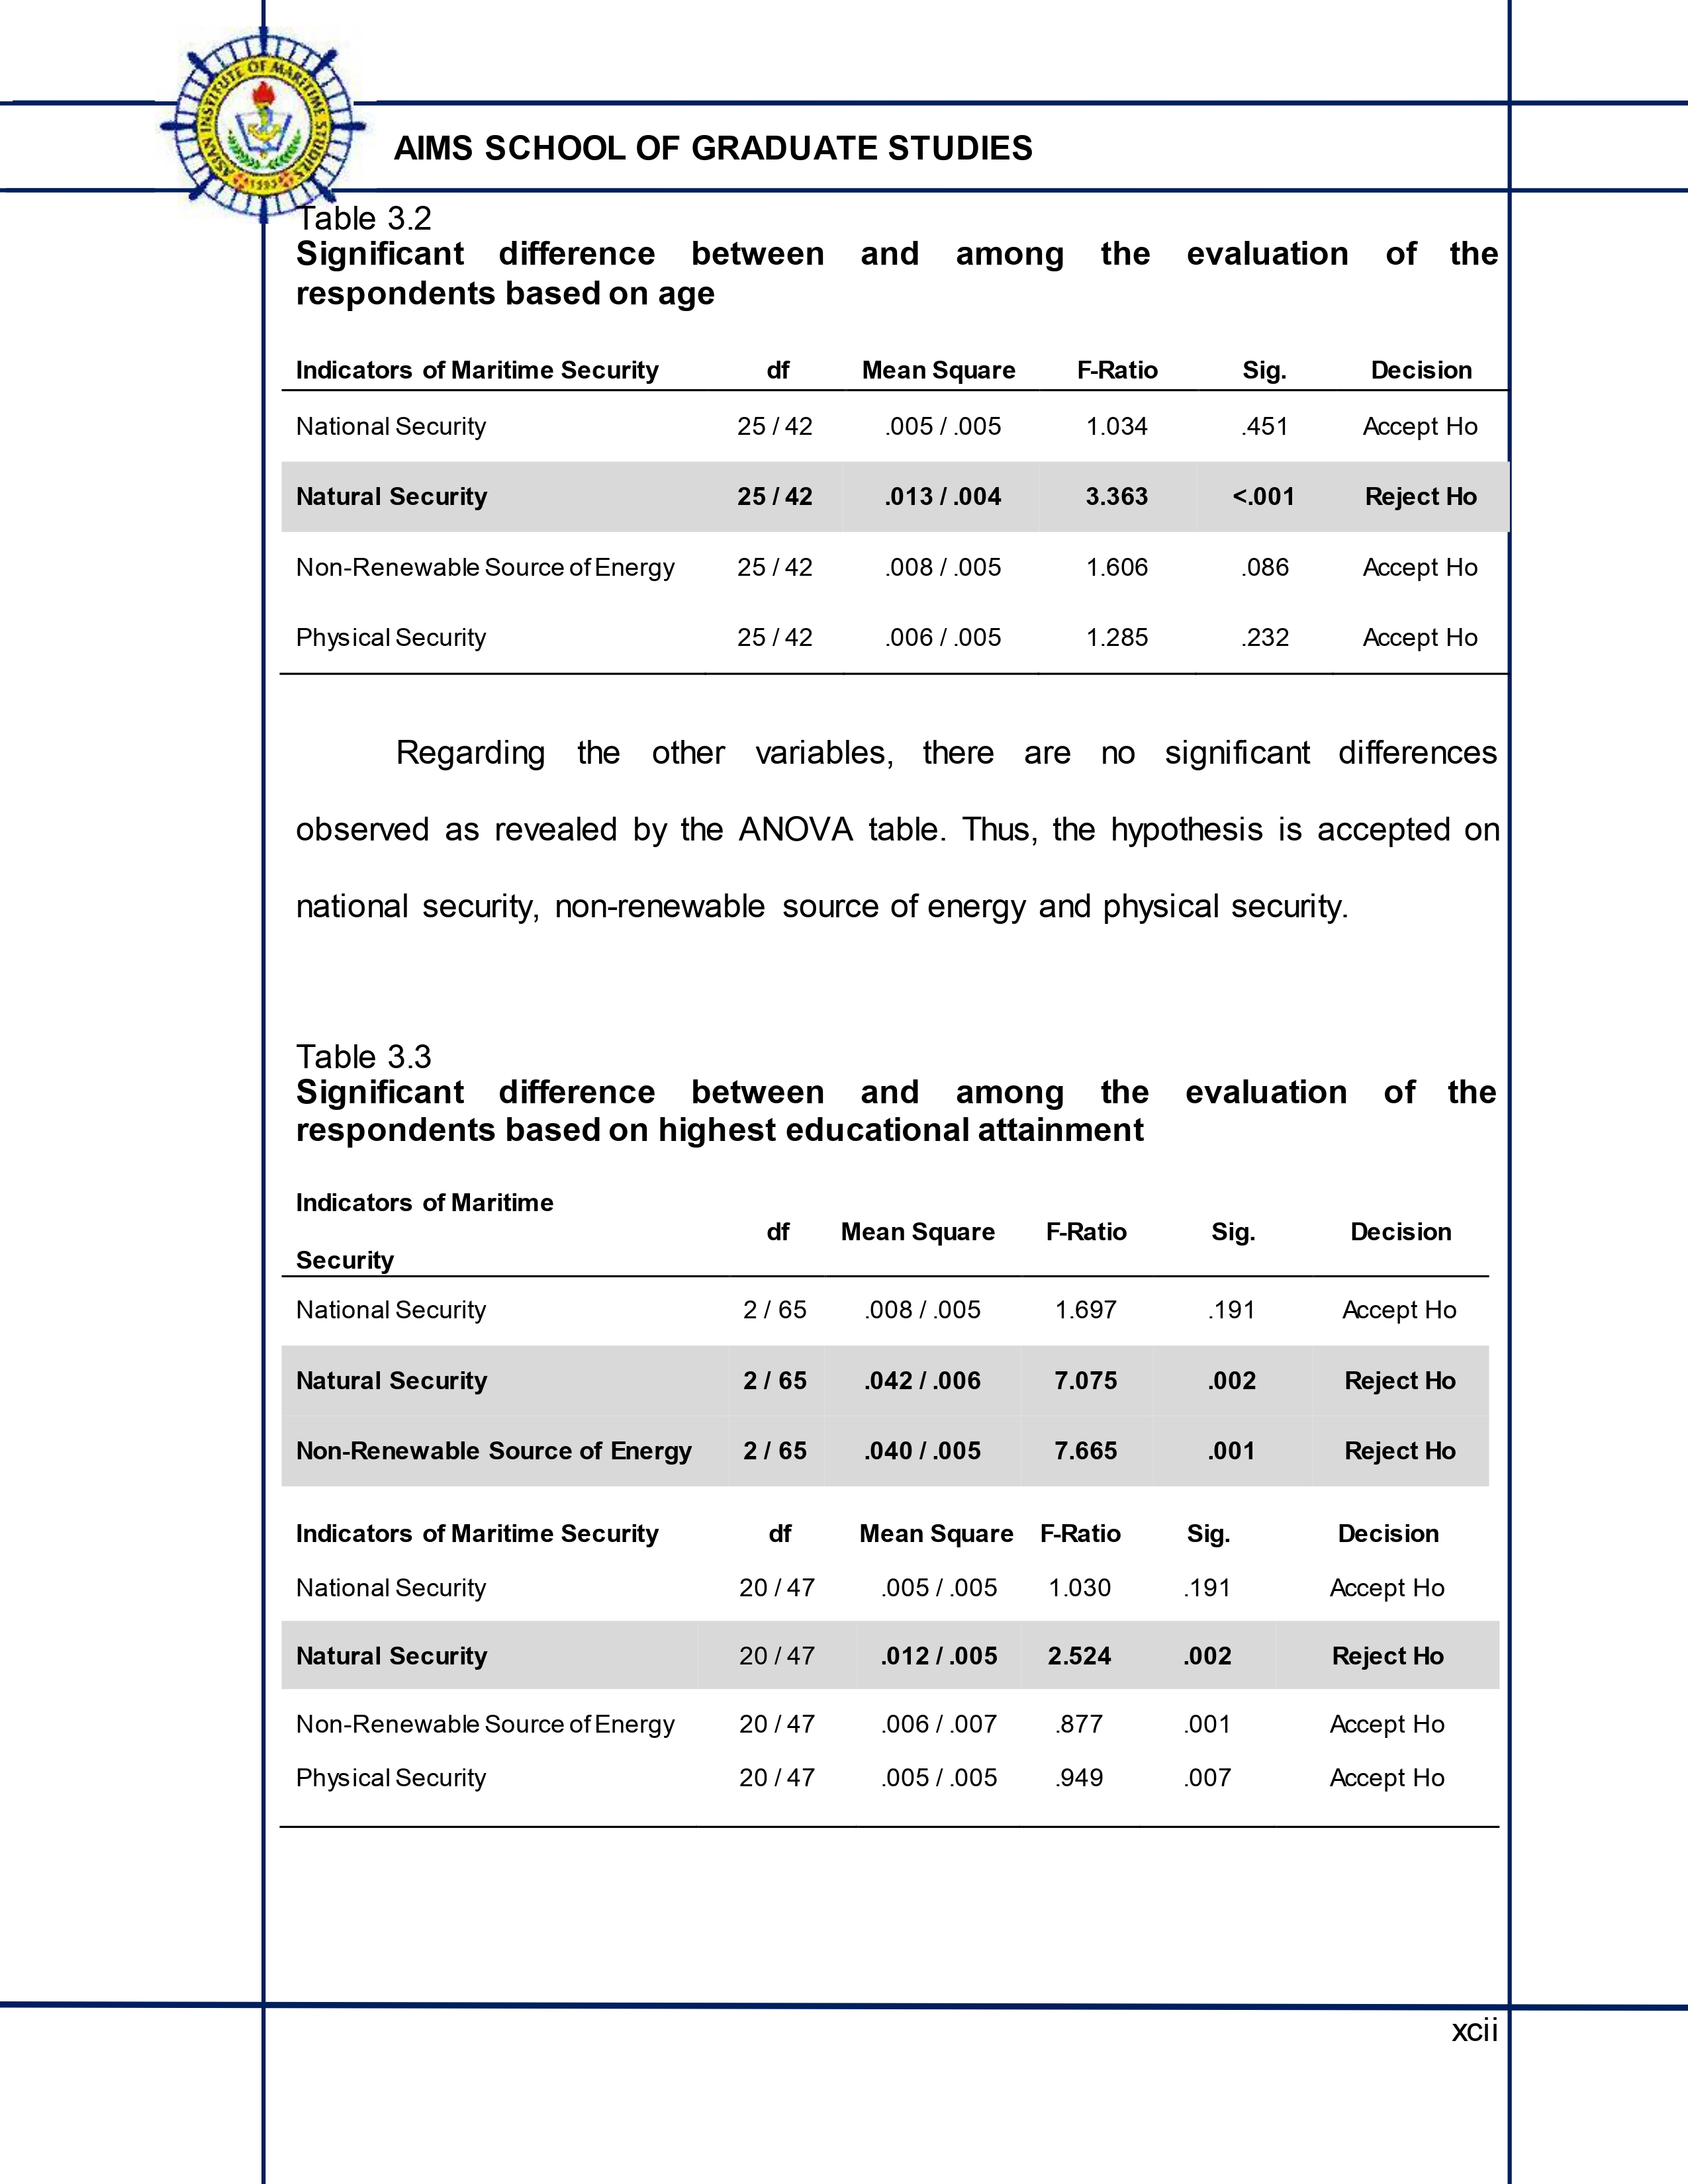 ASIAN INSTITUTE OF MARITIME STUDIES
1993
AIMS SCHOOL OF GRADUATE STUDIES
Table 3.2
Significant difference between and among the evaluation of the
respondents based on age
Indicators of Maritime Security df Mean Square F-Ratio Sig. Decision
National Security 25 / 42 .005 / .005 1.034 .451 Accept Ho
Natural Security 25 / 42 .013 / .004 3.363 <.001 Reject Ho
Non-Renewable Source of Energy 25 / 42 .008 / .005 1.606 .086 Accept Ho
Physical Security 25 / 42 .006 / .005 1.285 .232 Accept Ho
Regarding the other variables, there are no significant differences
observed as revealed by the ANOVA table. Thus, the hypothesis is accepted on
national security, non-renewable source of energy and physical security.
Table 3.3
Significant difference between and among the evaluation of the
respondents based on highest educational attainment
Indicators of Maritime
Security df Mean Square F-Ratio Sig. Decision
National Security 2 / 65 .008 / .005 1.697 .191 Accept Ho
Natural Security 2 / 65 .042 / .006 7.075 .002 Reject Ho
Non-Renewable Source of Energy 2 / 65 .040 / .005 7.665 .001 Reject Ho
Indicators of Maritime Security df Mean Square F-Ratio Sig. Decision
National Security 20 / 47 .005 / .005 1.030 .191 Accept Ho
Natural Security 20 / 47 .012 / .005 2.524 .002 Reject Ho
Non-Renewable Source of Energy 20 / 47 .006 / .007 .877 .001 Accept Ho
Physical Security 20 / 47 .005 / .005 .949 .007 Accept Ho
xcii